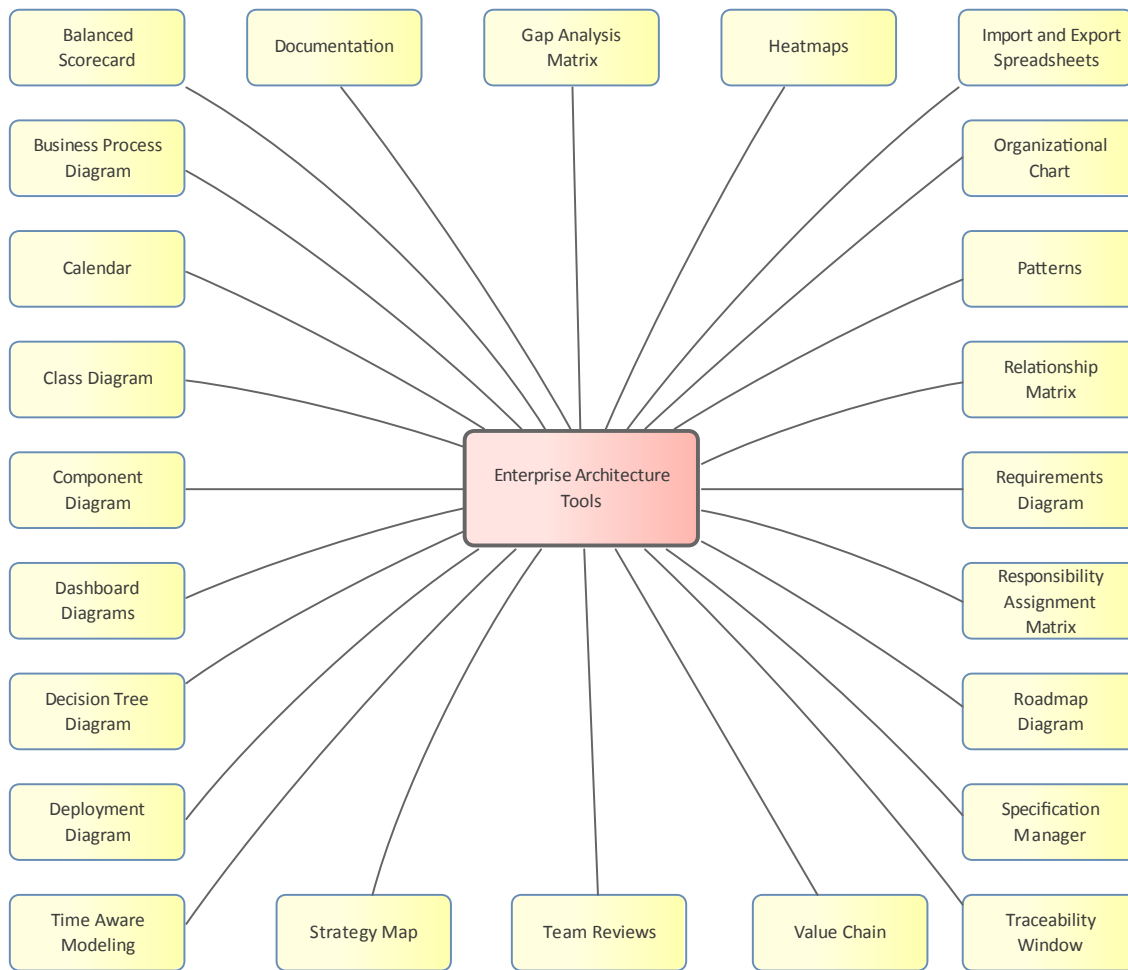 Balanced
Scorecard
Documentation
Gap Analysis
Matrix
Heatmaps
Import and Export
Spreadsheets
Business Process
Diagram
Organizational
Chart
Calendar
Patterns
Class Diagram
Relationship
Matrix
Enterprise Architecture
Tools
Component
Diagram
Requirements
Diagram
Dashboard
Diagrams
Responsibility
Assignment
Matrix
Decision Tree
Diagram
Roadmap
Diagram
Deployment
Diagram
Specification
Manager
Time Aware
Modeling
Strategy Map
Team Reviews
Value Chain
Traceability
Window